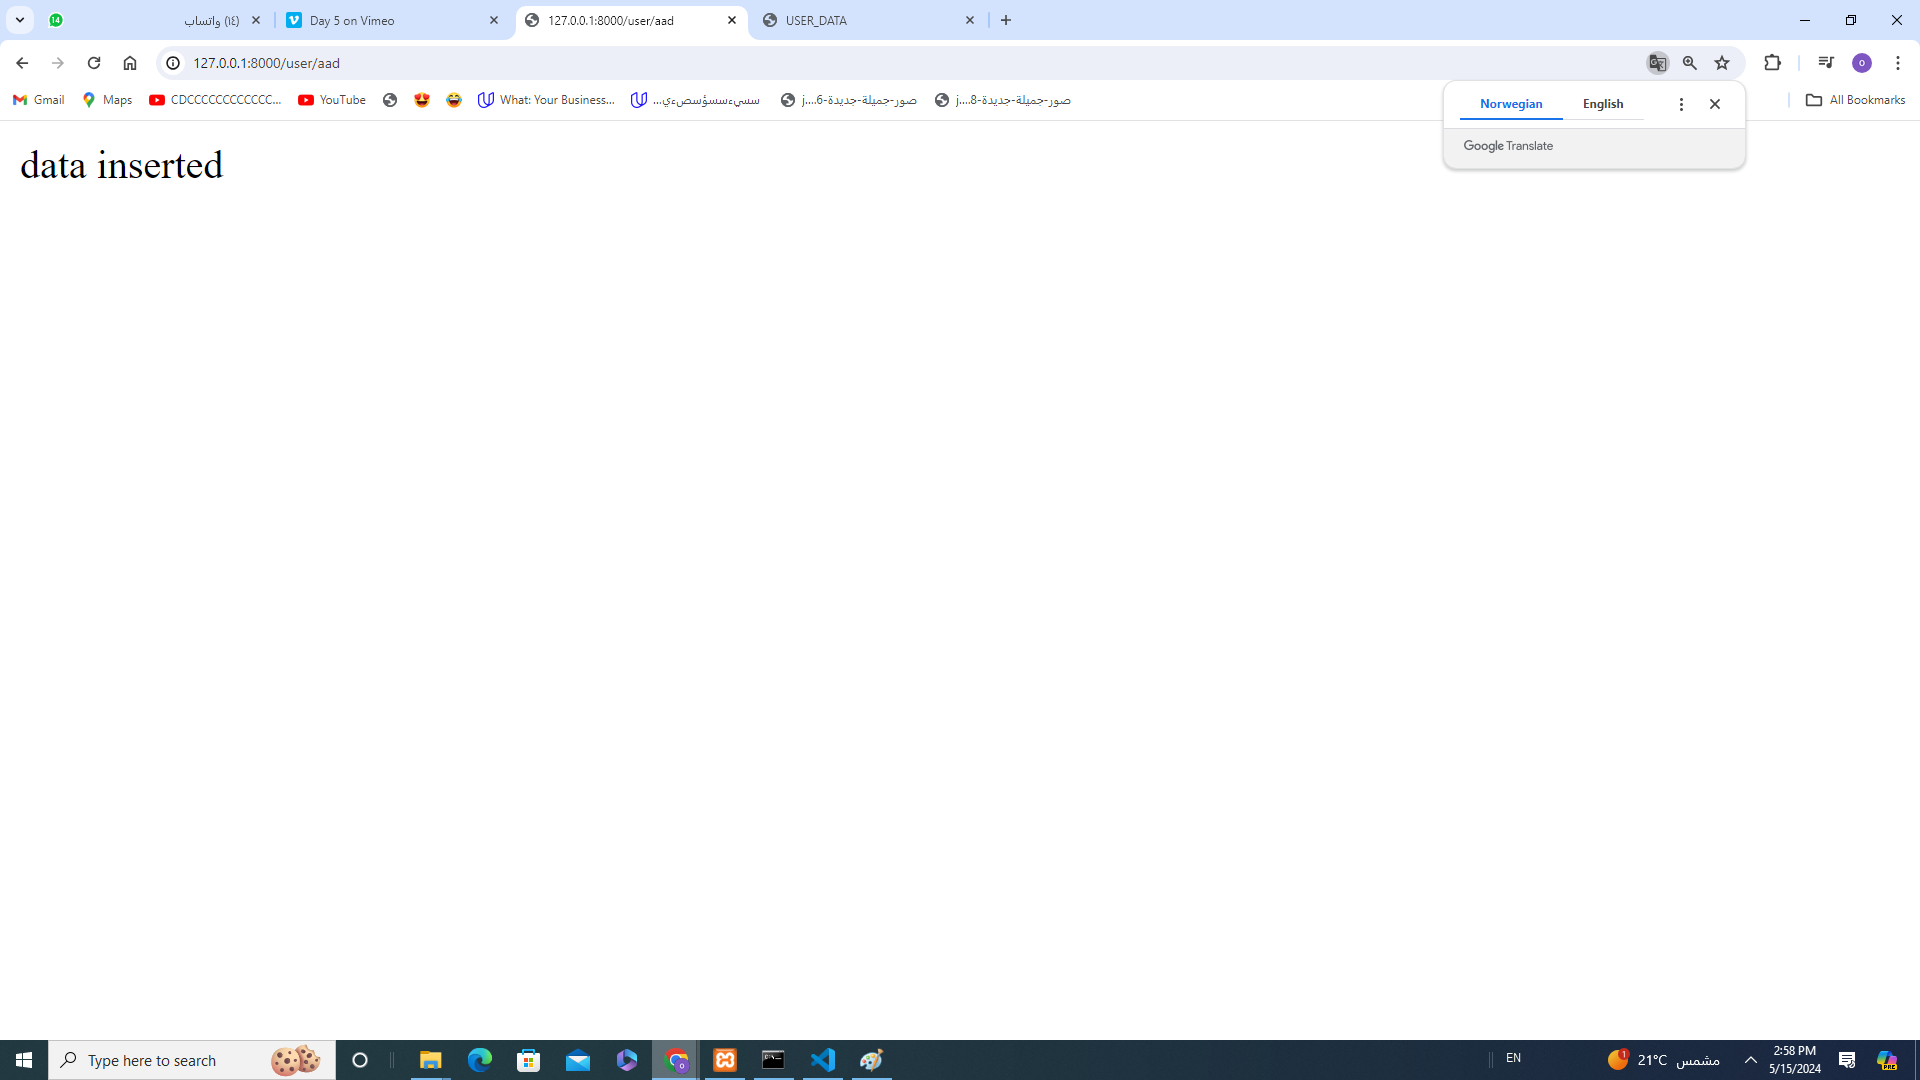 14
(١٤) واتساب
Day 5 on Vimeo
127.0.0.1:8000/user/aad
USER_DATA
127.0.0.1:8000/user/aad
o
Gmail
Maps
CDCCCCCCCCCCCC...
YouTube
What: Your Business...
سسيءسسؤسصءي...
صور-جميلة-جديدة-6....j
صور-جميلة-جديدة-8....j
All Bookmarks
Norwegian
English
Google Translate
data inserted
Type here to search
EN
1
21°C مشمس
2:58 PM
5/15/2024
PRE